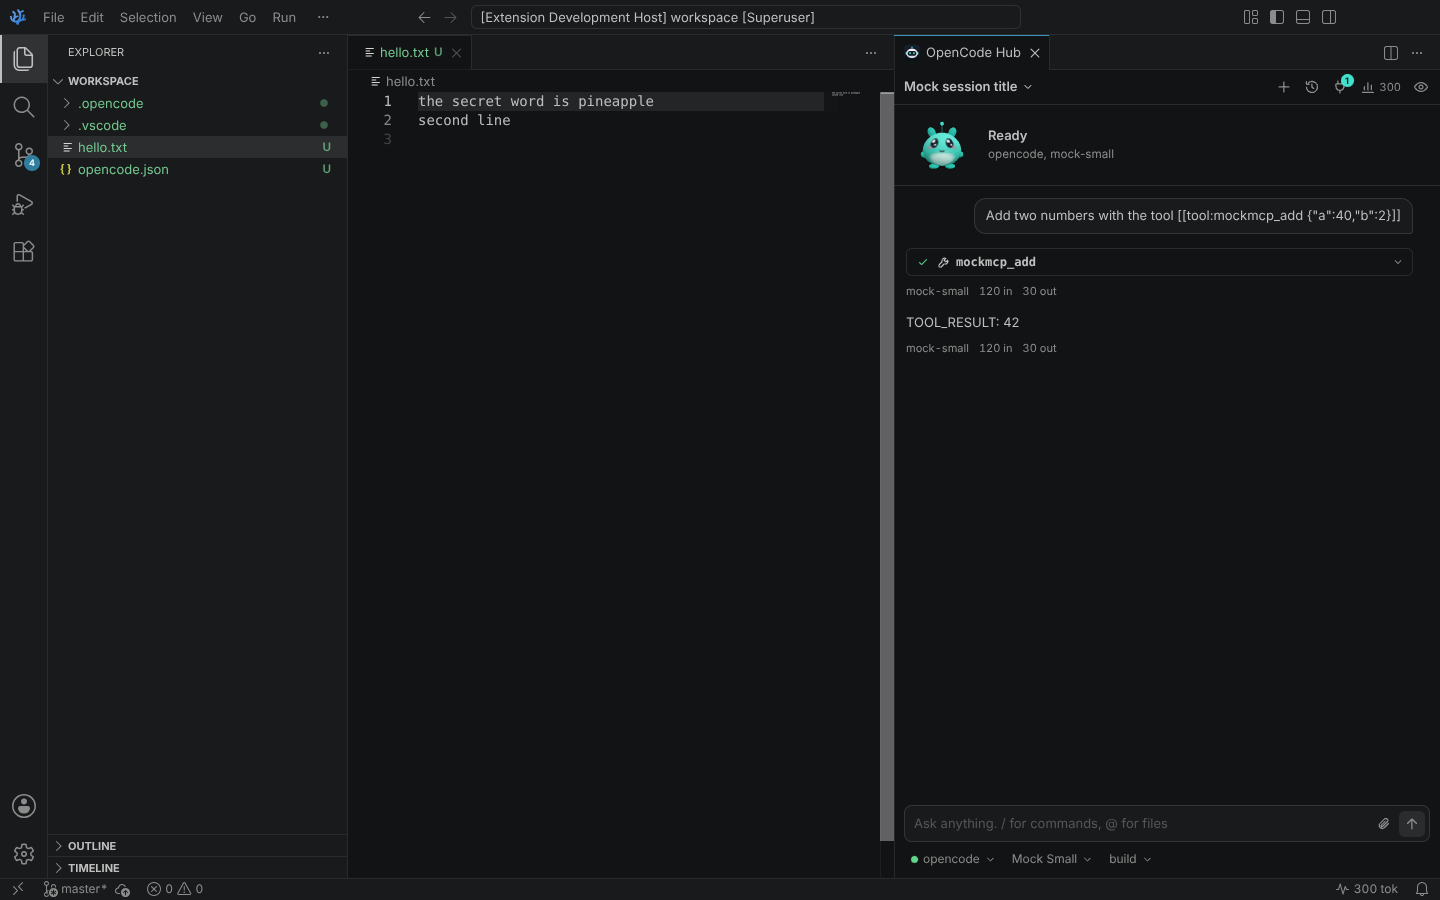 File Edit Selection View Go Run ···
[Extension Development Host] workspace [Superuser]
EXPLORER
WORKSPACE
.opencode
.vscode
hello.txt U
opencode.json U
4
OUTLINE
TIMELINE
hello.txt U
hello.txt
1 the secret word is pineapple
2 second line
3
OpenCode Hub
Mock session title
1
300
Ready
opencode, mock-small
Add two numbers with the tool [[tool:mockmcp_add {"a":40,"b":2}]]
mockmcp_add
mock-small 120 in 30 out
TOOL_RESULT: 42
mock-small 120 in 30 out
Ask anything. / for commands, @ for files
opencode Mock Small build
master* 0 0
300 tok